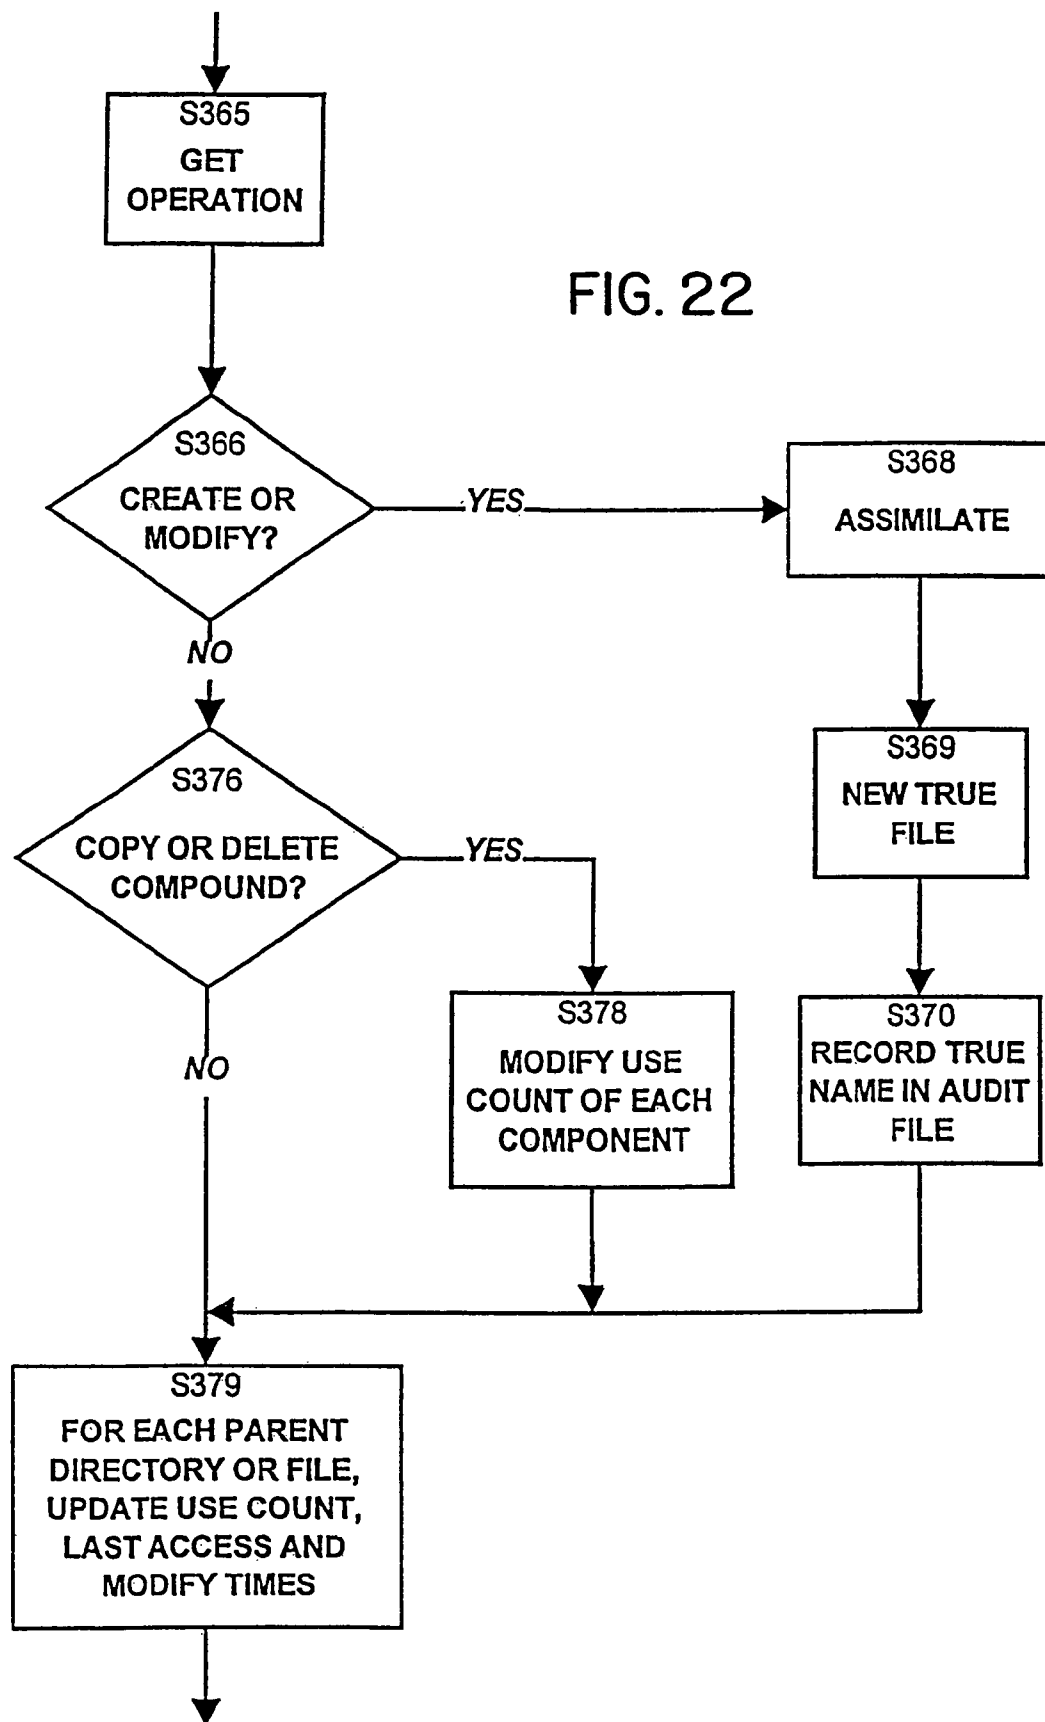 S365
GET
OPERATION
FIG. 22
S366
CREATE OR
MODIFY?
YES
S368
ASSIMILATE
NO
S369
NEW TRUE
FILE
S376
COPY OR DELETE
COMPOUND?
YES
S378
MODIFY USE
COUNT OF EACH
COMPONENT
S370
RECORD TRUE
NAME IN AUDIT
FILE
NO
S379
FOR EACH PARENT
DIRECTORY OR FILE,
UPDATE USE COUNT,
LAST ACCESS AND
MODIFY TIMES